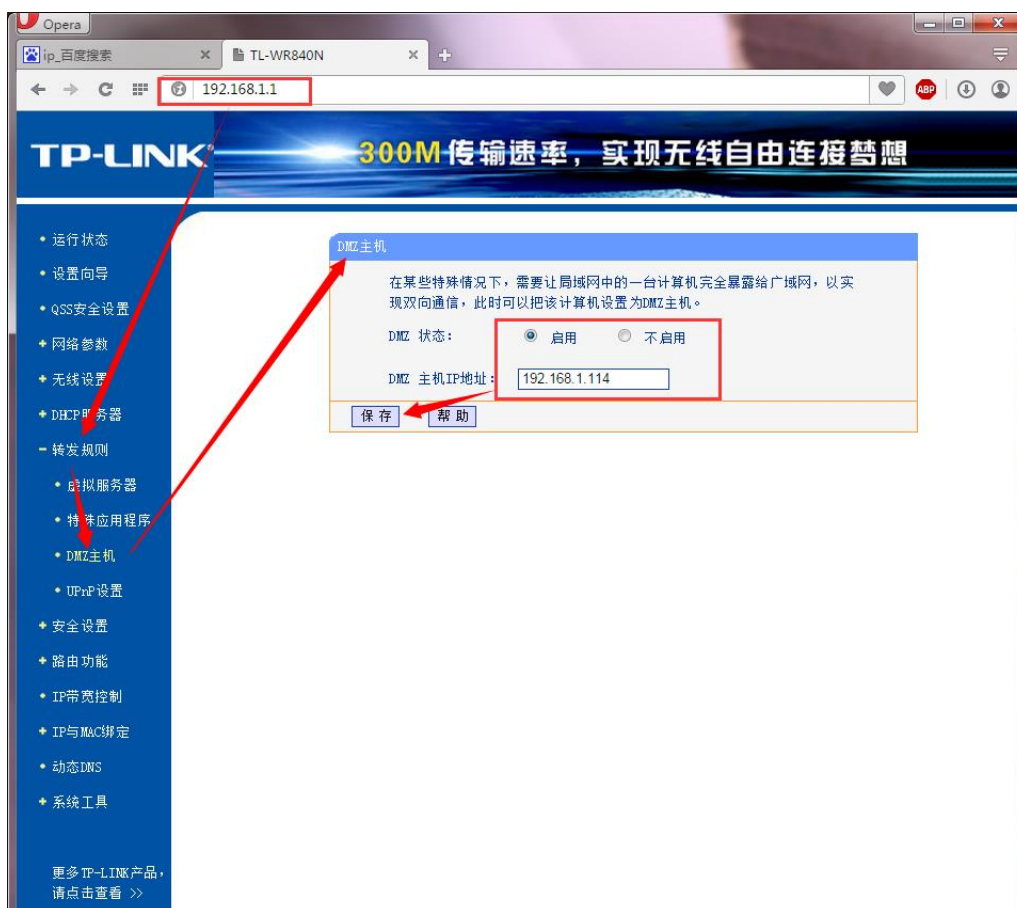 Opera
ip_百度搜索
TL-WR840N
192.168.1.1
ABP
TP-LINK
300M传输速率，实现无线自由连接梦想
• 运行状态
• 设置向导
• QSS安全设置
+ 网络参数
+ 无线设置
+ DHCP服务器
- 转发规则
• 虚拟服务器
• 特殊应用程序
• DMZ主机
• UPnP设置
+ 安全设置
+ 路由功能
• IP带宽控制
+ IP与MAC绑定
• 动态DNS
+ 系统工具
更多TP-LINK产品，
请点击查看 >>
DMZ主机
在某些特殊情况下，需要让局域网中的一台计算机完全暴露给广域网，以实
现双向通信，此时可以把该计算机设置为DMZ主机。
DMZ 状态： 启用 不启用
DMZ 主机IP地址： 192.168.1.114
保存 帮助